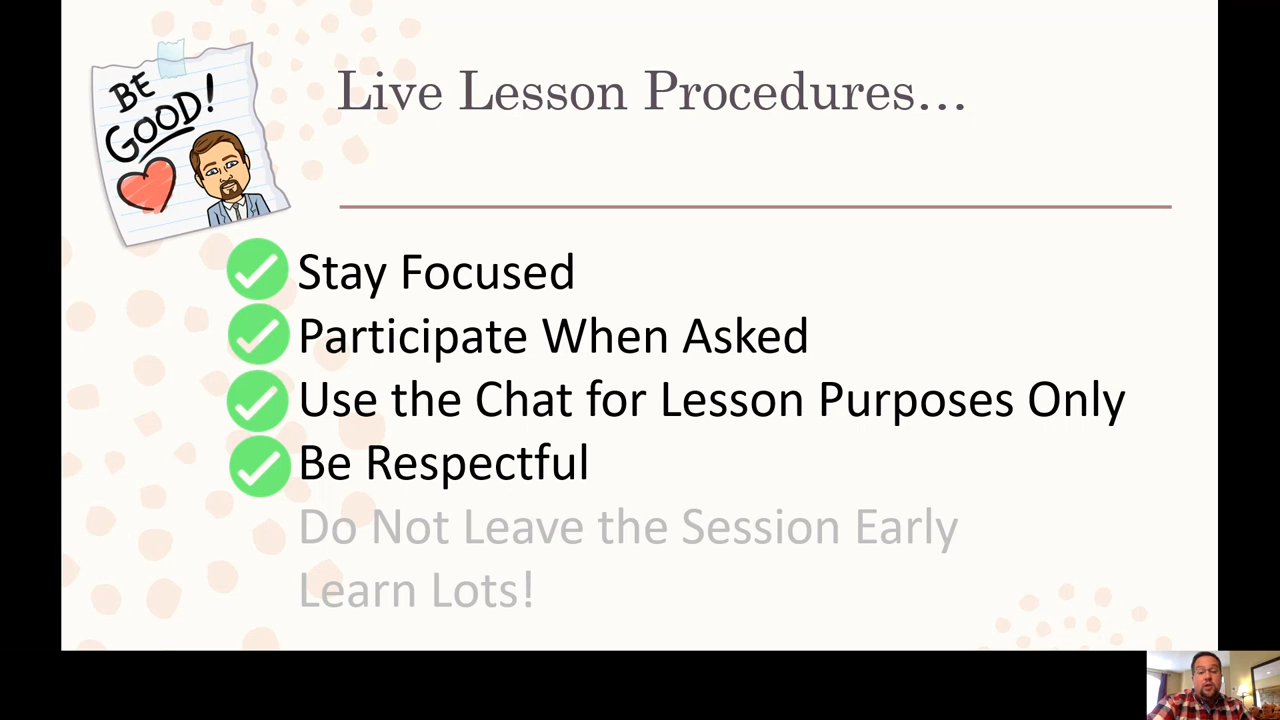 BE
GOOD!
Live Lesson Procedures...
Stay Focused
Participate When Asked
Use the Chat for Lesson Purposes Only
Be Respectful
Do Not Leave the Session Early
Learn Lots!